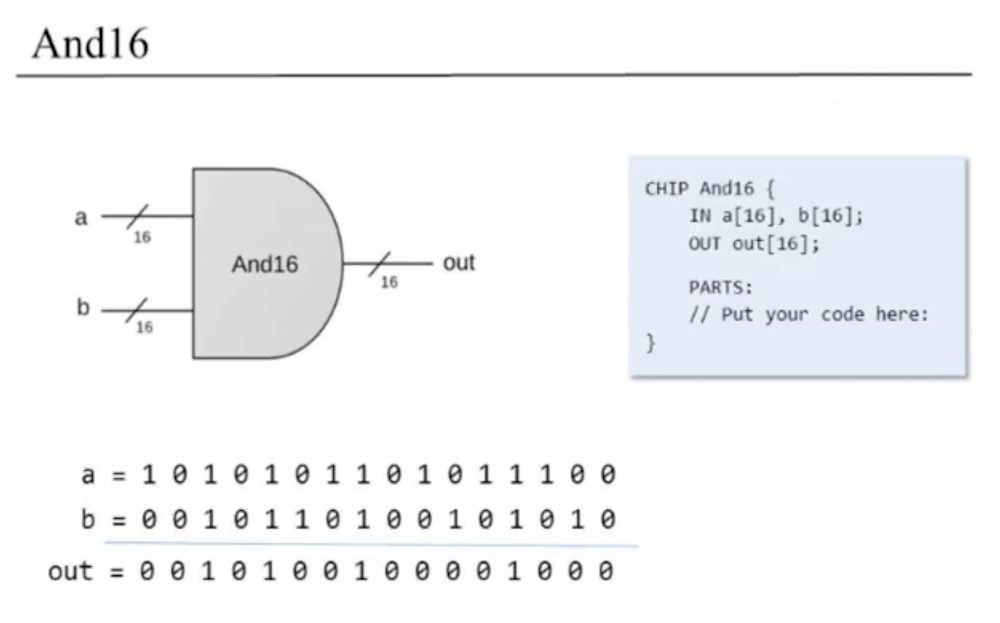 And16
a
16
b
16
And16
16
out
CHIP And16 {
IN a[16], b[16];
OUT out[16];
PARTS:
// Put your code here:
}
a = 1 0 1 0 1 0 1 1 0 1 0 1 1 1 0 0
b = 0 0 1 0 1 1 0 1 0 0 1 0 1 0 1 0
out = 0 0 1 0 1 0 0 1 0 0 0 0 1 0 0 0